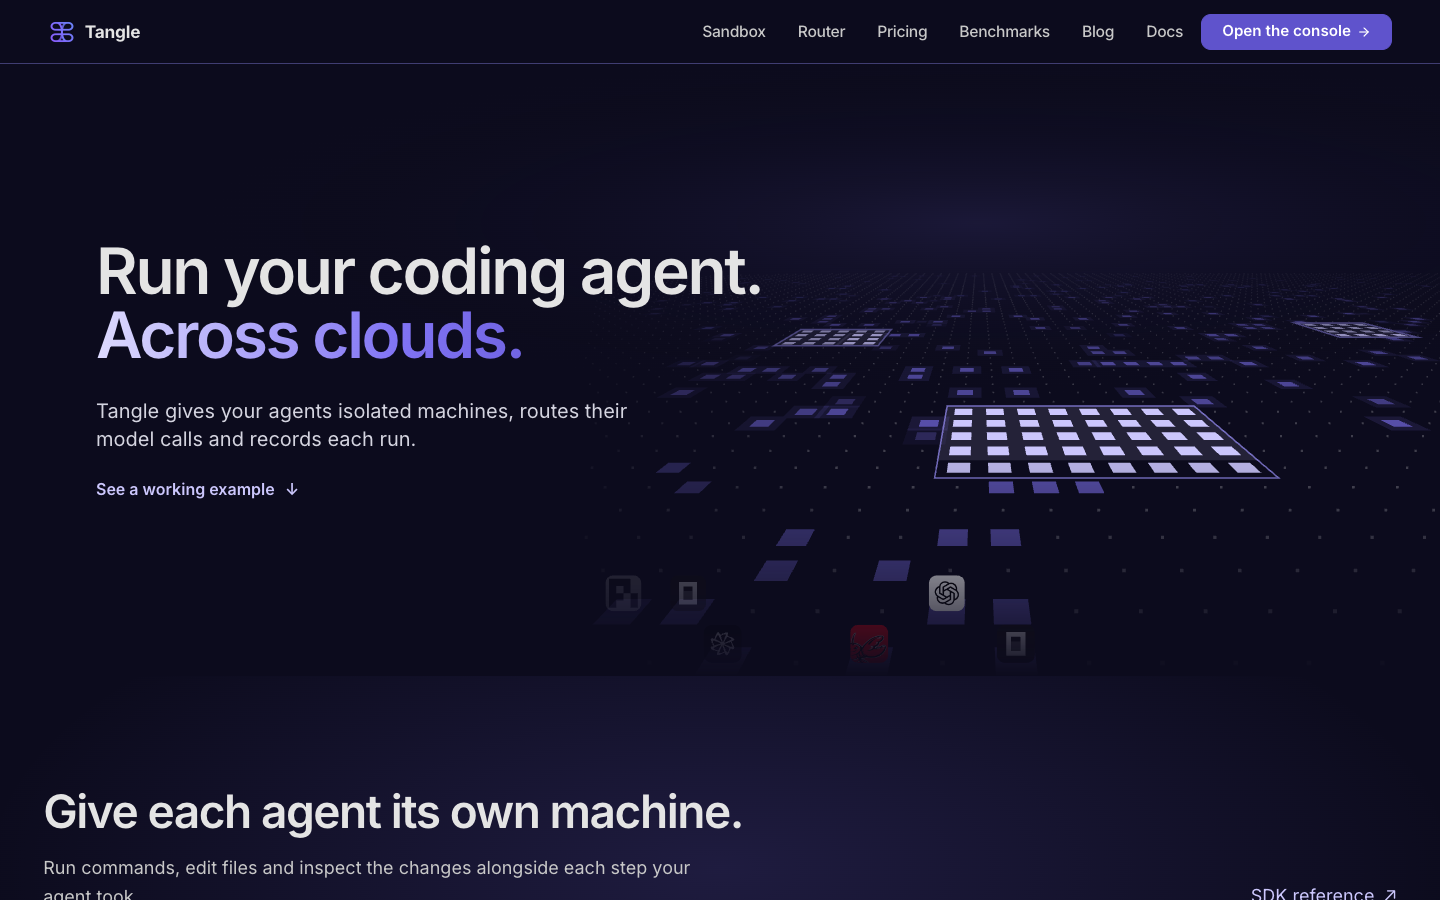 Tangle
Sandbox
Router
Pricing
Benchmarks
Blog
Docs
Open the console →
Run your coding agent.
Across clouds.
Tangle gives your agents isolated machines, routes their
model calls and records each run.
See a working example ↓
Give each agent its own machine.
Run commands, edit files and inspect the changes alongside each step your
agent took.
SDK reference ↗